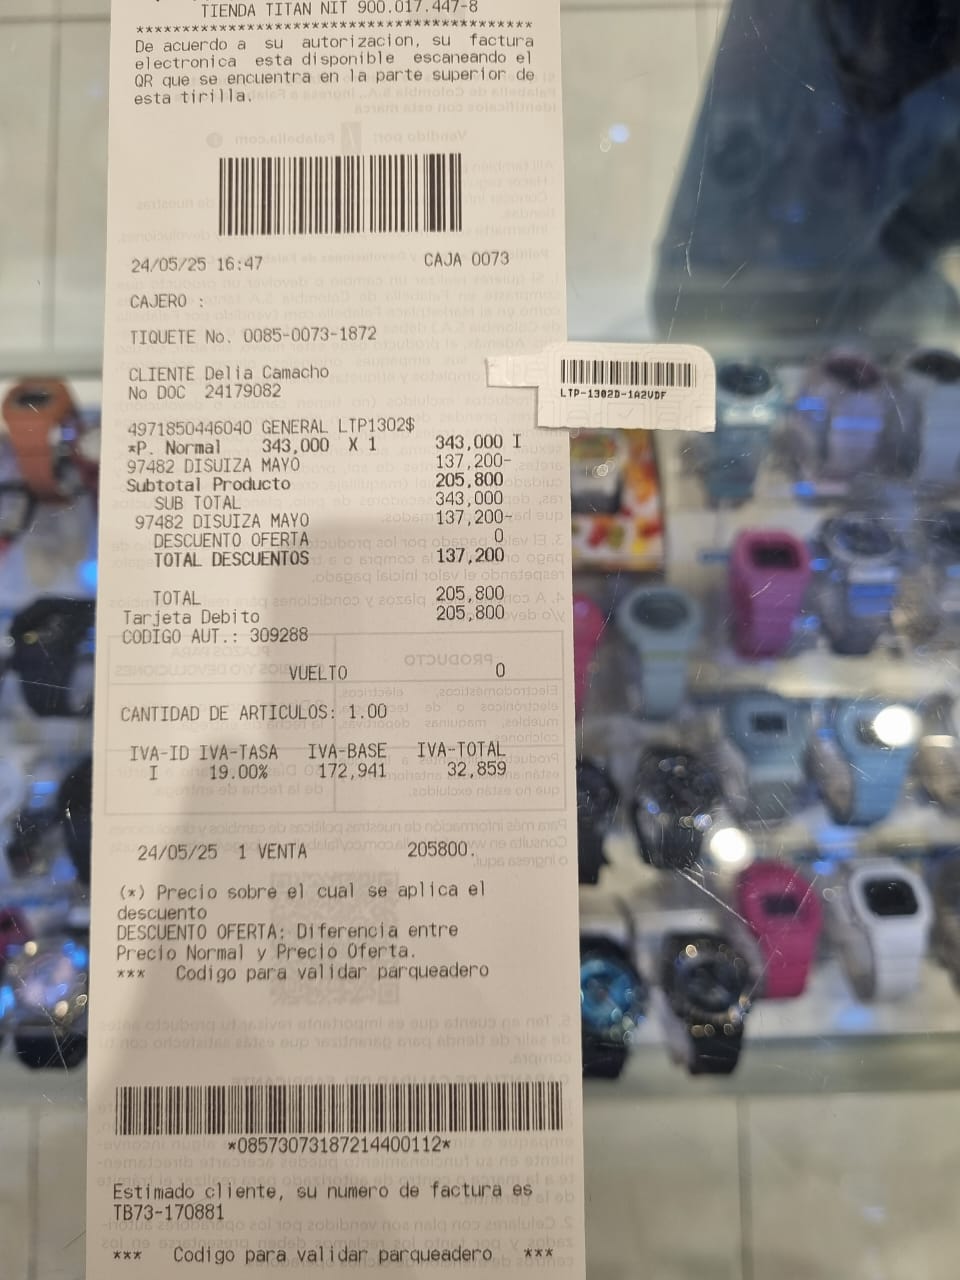 TIENDA TITAN NIT 900.017.447-8
****************************************
De acuerdo a su autorizacion, su factura
electronica esta disponible escaneando el
QR que se encuentra en la parte superior de
esta tirilla.
24/05/25 16:47 CAJA 0073
CAJERO :
TIQUETE No. 0085-0073-1872
CLIENTE Delia Camacho
No DOC 24179082
LTP-1302D-1A2VDF
4971850446040 GENERAL LTP1302$
*P. Normal 343,000 X 1 343,000 I
97482 DISUIZA MAYO 137,200-
Subtotal Producto 205,800
SUB TOTAL 343,000
97482 DISUIZA MAYO 137,200-
DESCUENTO OFERTA 0
TOTAL DESCUENTOS 137,200
TOTAL 205,800
Tarjeta Debito 205,800
CODIGO AUT.: 309288
VUELTO 0
CANTIDAD DE ARTICULOS: 1.00
IVA-ID IVA-TASA IVA-BASE IVA-TOTAL
I 19.00% 172,941 32,859
24/05/25 1 VENTA 205800.
(*) Precio sobre el cual se aplica el
descuento
DESCUENTO OFERTA: Diferencia entre
Precio Normal y Precio Oferta.
*** Codigo para validar parqueadero
*08573073187214400112*
Estimado cliente, su numero de factura es
TB73-170881
*** Codigo para validar parqueadero ***